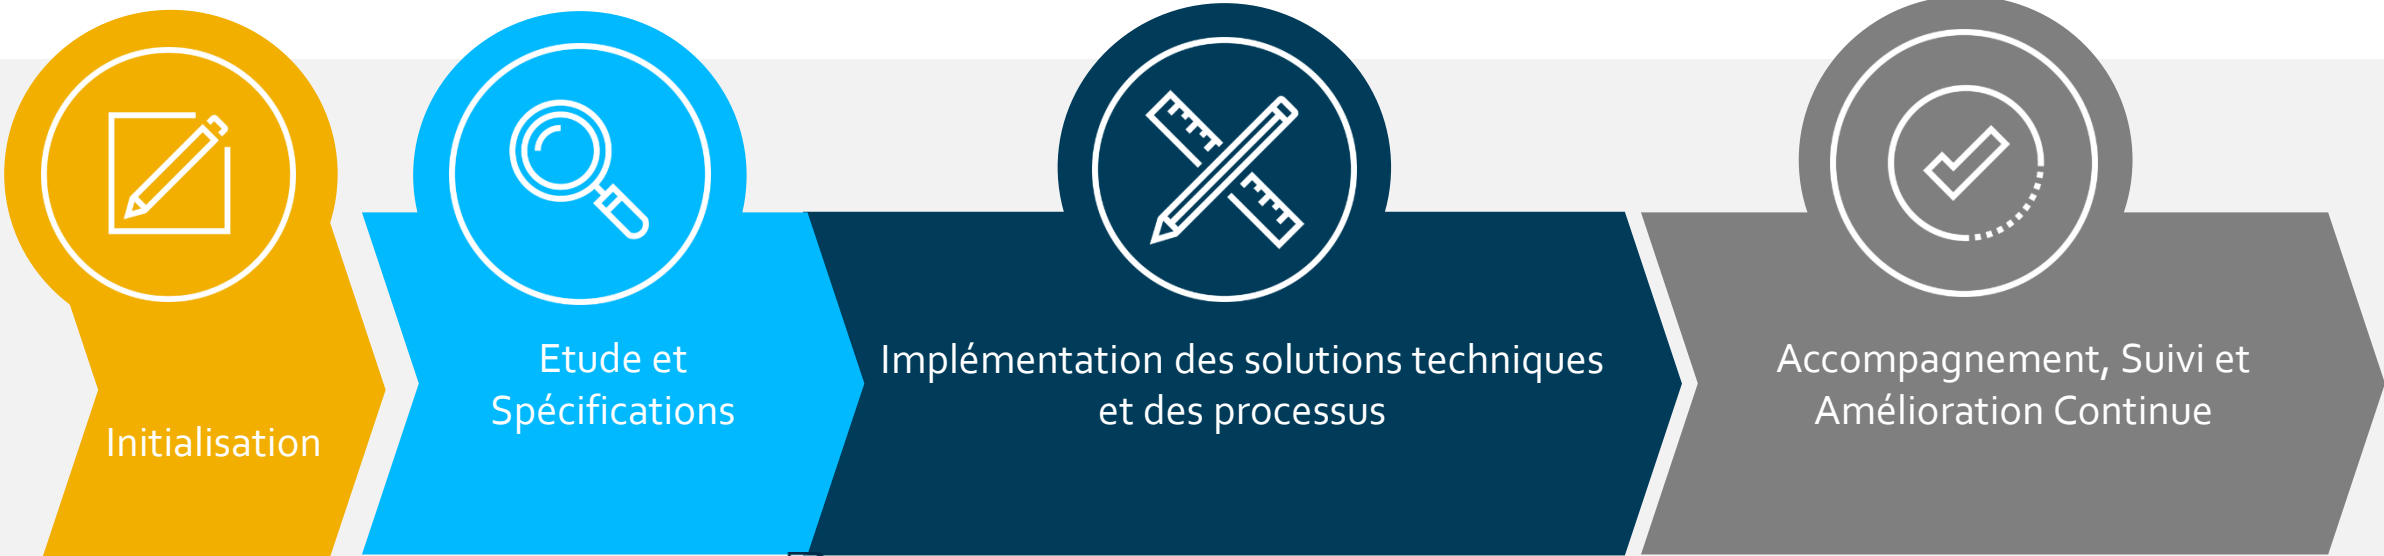 Initialisation
Etude et
Spécifications
Implémentation des solutions techniques
et des processus
Accompagnement, Suivi et
Amélioration Continue